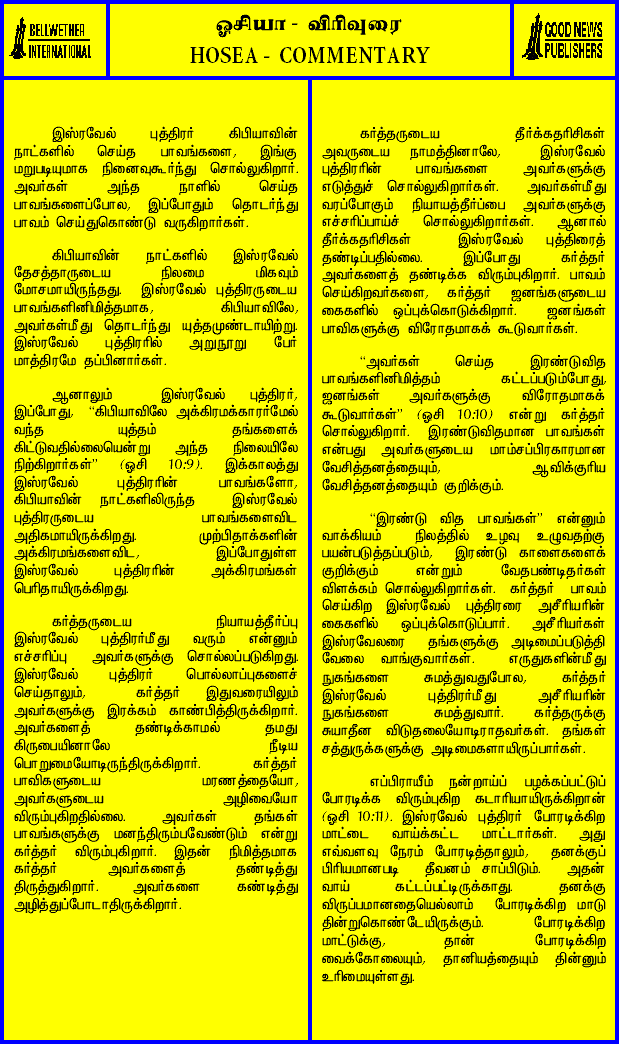 BELLWETHER
INTERNATIONAL
ஓசியா - விரிவுரை
HOSEA - COMMENTARY
GOOD NEWS
PUBLISHERS
இஸ்ரவேல் புத்திரர் கிபியாவின்
நாட்களில் செய்த பாவங்களை, இங்கு
மறுபடியுமாக நினைவுகூர்ந்து சொல்லுகிறார்.
அவர்கள் அந்த நாளில் செய்த
பாவங்களைப்போல, இப்போதும் தொடர்ந்து
பாவம் செய்துகொண்டு வருகிறார்கள்.
கிபியாவின் நாட்களில் இஸ்ரவேல்
தேசத்தாருடைய நிலமை மிகவும்
மோசமாயிருந்தது. இஸ்ரவேல் புத்திரருடைய
பாவங்களினிமித்தமாக, கிபியாவிலே,
அவர்கள்மீது தொடர்ந்து யுத்தமுண்டாயிற்று.
இஸ்ரவேல் புத்திரரில் அறுநூறு பேர்
மாத்திரமே தப்பினார்கள்.
ஆனாலும் இஸ்ரவேல் புத்திரர்,
இப்போது, “கிபியாவிலே அக்கிரமக்காரர்மேல்
வந்த யுத்தம் தங்களைக்
கிட்டுவதில்லையென்று அந்த நிலையிலே
நிற்கிறார்கள்” (ஓசி 10:9). இக்காலத்து
இஸ்ரவேல் புத்திரரின் பாவங்களோ,
கிபியாவின் நாட்களிலிருந்த இஸ்ரவேல்
புத்திரருடைய பாவங்களைவிட
அதிகமாயிருக்கிறது. முற்பிதாக்களின்
அக்கிரமங்களைவிட, இப்போதுள்ள
இஸ்ரவேல் புத்திரரின் அக்கிரமங்கள்
பெரிதாயிருக்கிறது.
கர்த்தருடைய நியாயத்தீர்ப்பு
இஸ்ரவேல் புத்திரர்மீது வரும் என்னும்
எச்சரிப்பு அவர்களுக்கு சொல்லப்படுகிறது.
இஸ்ரவேல் புத்திரர் பொல்லாப்புகளைச்
செய்தாலும், கர்த்தர் இதுவரையிலும்
அவர்களுக்கு இரக்கம் காண்பித்திருக்கிறார்.
அவர்களைத் தண்டிக்காமல் தமது
கிருபையினாலே நீடிய
பொறுமையோடிருந்திருக்கிறார். கர்த்தர்
பாவிகளுடைய மரணத்தையோ,
அவர்களுடைய அழிவையோ
விரும்புகிறதில்லை. அவர்கள் தங்கள்
பாவங்களுக்கு மனந்திரும்பவேண்டும் என்று
கர்த்தர் விரும்புகிறார். இதன் நிமித்தமாக
கர்த்தர் அவர்களைத் தண்டித்து
திருத்துகிறார். அவர்களை கண்டித்து
அழித்துப்போடாதிருக்கிறார்.
கர்த்தருடைய தீர்க்கதரிசிகள்
அவருடைய நாமத்தினாலே, இஸ்ரவேல்
புத்திரரின் பாவங்களை அவர்களுக்கு
எடுத்துச் சொல்லுகிறார்கள். அவர்கள்மீது
வரப்போகும் நியாயத்தீர்ப்பை அவர்களுக்கு
எச்சரிப்பாய்ச் சொல்லுகிறார்கள். ஆனால்
தீர்க்கதரிசிகள் இஸ்ரவேல் புத்திரைத்
தண்டிப்பதில்லை. இப்போது கர்த்தர்
அவர்களைத் தண்டிக்க விரும்புகிறார். பாவம்
செய்கிறவர்களை, கர்த்தர் ஜனங்களுடைய
கைகளில் ஒப்புக்கொடுக்கிறார். ஜனங்கள்
பாவிகளுக்கு விரோதமாகக் கூடுவார்கள்.
“அவர்கள் செய்த இரண்டுவித
பாவங்களினிமித்தம் கட்டப்படும்போது,
ஜனங்கள் அவர்களுக்கு விரோதமாகக்
கூடுவார்கள்” (ஓசி 10:10) என்று கர்த்தர்
சொல்லுகிறார். இரண்டுவிதமான பாவங்கள்
என்பது அவர்களுடைய மாம்சப்பிரகாரமான
வேசித்தனத்தையும், ஆவிக்குரிய
வேசித்தனத்தையும் குறிக்கும்.
“இரண்டு வித பாவங்கள்” என்னும்
வாக்கியம் நிலத்தில் உழவு உழுவதற்கு
பயன்படுத்தப்படும், இரண்டு காளைகளைக்
குறிக்கும் என்றும் வேதபண்டிதர்கள்
விளக்கம் சொல்லுகிறார்கள். கர்த்தர் பாவம்
செய்கிற இஸ்ரவேல் புத்திரரை அசீரியரின்
கைகளில் ஒப்புக்கொடுப்பார். அசீரியர்கள்
இஸ்ரவேலரை தங்களுக்கு அடிமைப்படுத்தி
வேலை வாங்குவார்கள். எருதுகளின்மீது
நுகங்களை சுமத்துவதுபோல, கர்த்தர்
இஸ்ரவேல் புத்திரர்மீது அசீரியரின்
நுகங்களை சுமத்துவார். கர்த்தருக்கு
சுயாதீன விடுதலையோடிராதவர்கள். தங்கள்
சத்துருக்களுக்கு அடிமைகளாயிருப்பார்கள்.
எப்பிராயீம் நன்றாய்ப் பழக்கப்பட்டுப்
போரடிக்க விரும்புகிற கடாரியாயிருக்கிறான்
(ஓசி 10:11). இஸ்ரவேல் புத்திரர் போரடிக்கிற
மாட்டை வாய்க்கட்ட மாட்டார்கள். அது
எவ்வளவு நேரம் போரடித்தாலும், தனக்குப்
பிரியமானபடி தீவனம் சாப்பிடும். அதன்
வாய் கட்டப்பட்டிருக்காது. தனக்கு
விருப்பமானதையெல்லாம் போரடிக்கிற மாடு
தின்றுகொண்டேயிருக்கும். போரடிக்கிற
மாட்டுக்கு, தான் போரடிக்கிற
வைக்கோலையும், தானியத்தையும் தின்னும்
உரிமையுள்ளது.